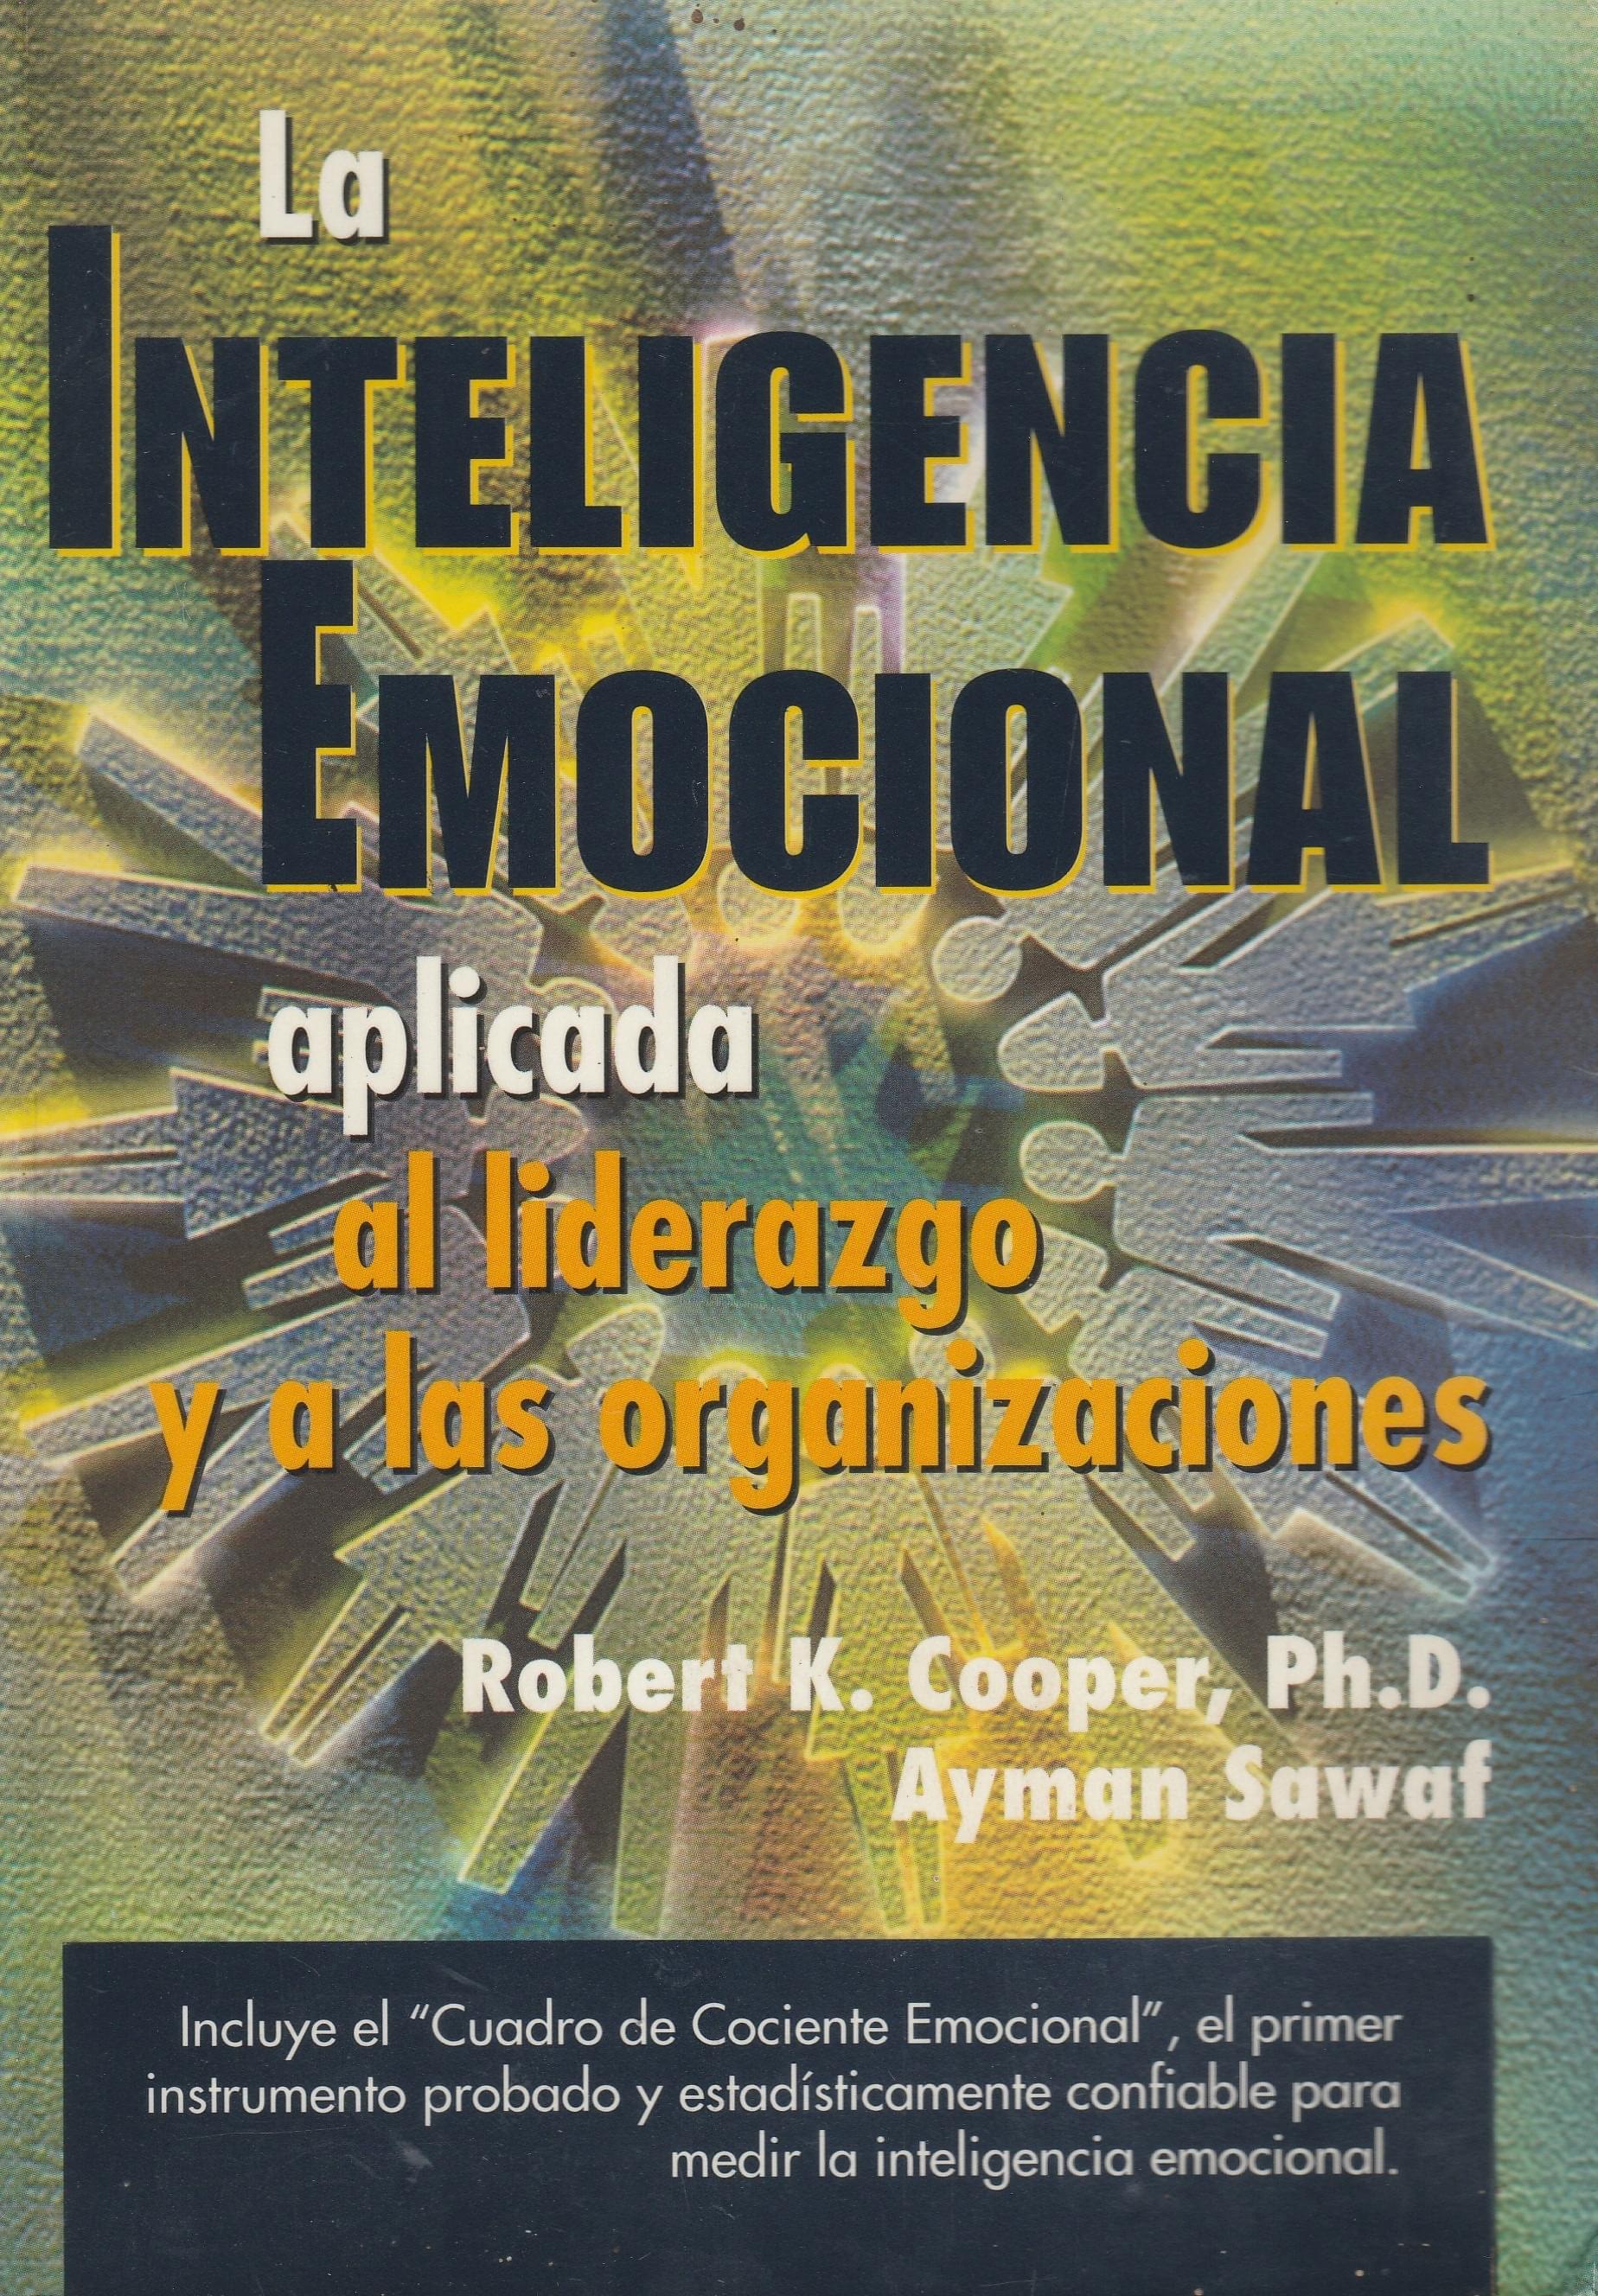 La
INTELIGENCIA
EMOCIONAL
aplicada
al liderazgo
y a las organizaciones
Robert K. Cooper, Ph.D.
Ayman Sawaf
Incluye el “Cuadro de Cociente Emocional”, el primer
instrumento probado y estadísticamente confiable para
medir la inteligencia emocional.